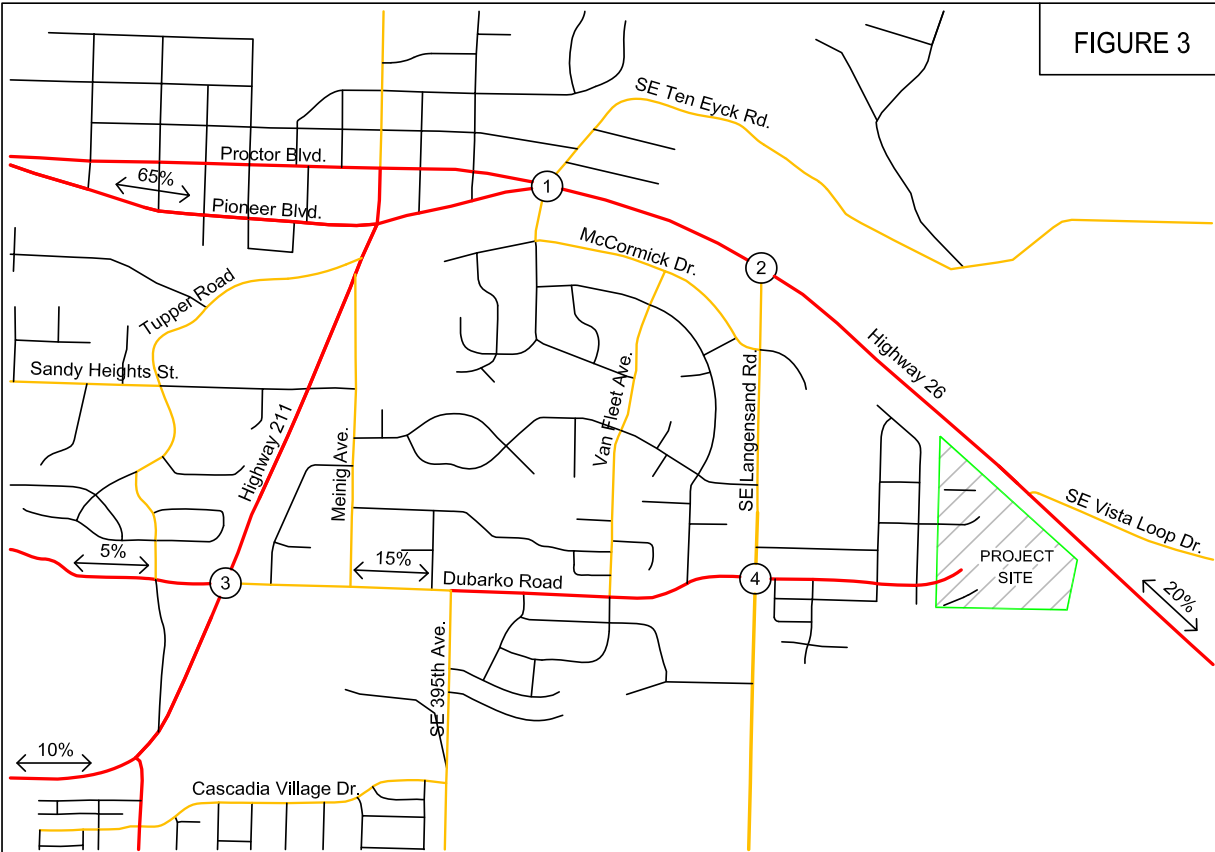 FIGURE 3
SE Ten Eyck Rd.
Proctor Blvd.
65%
Pioneer Blvd.
1
McCormick Dr.
2
Tupper Road
Highway 26
Sandy Heights St.
Highway 211
Meinig Ave.
Van Fleet Ave.
SE Langensand Rd.
SE Vista Loop Dr.
PROJECT
SITE
5%
15%
3
Dubarko Road
4
20%
SE 395th Ave.
10%
Cascadia Village Dr.